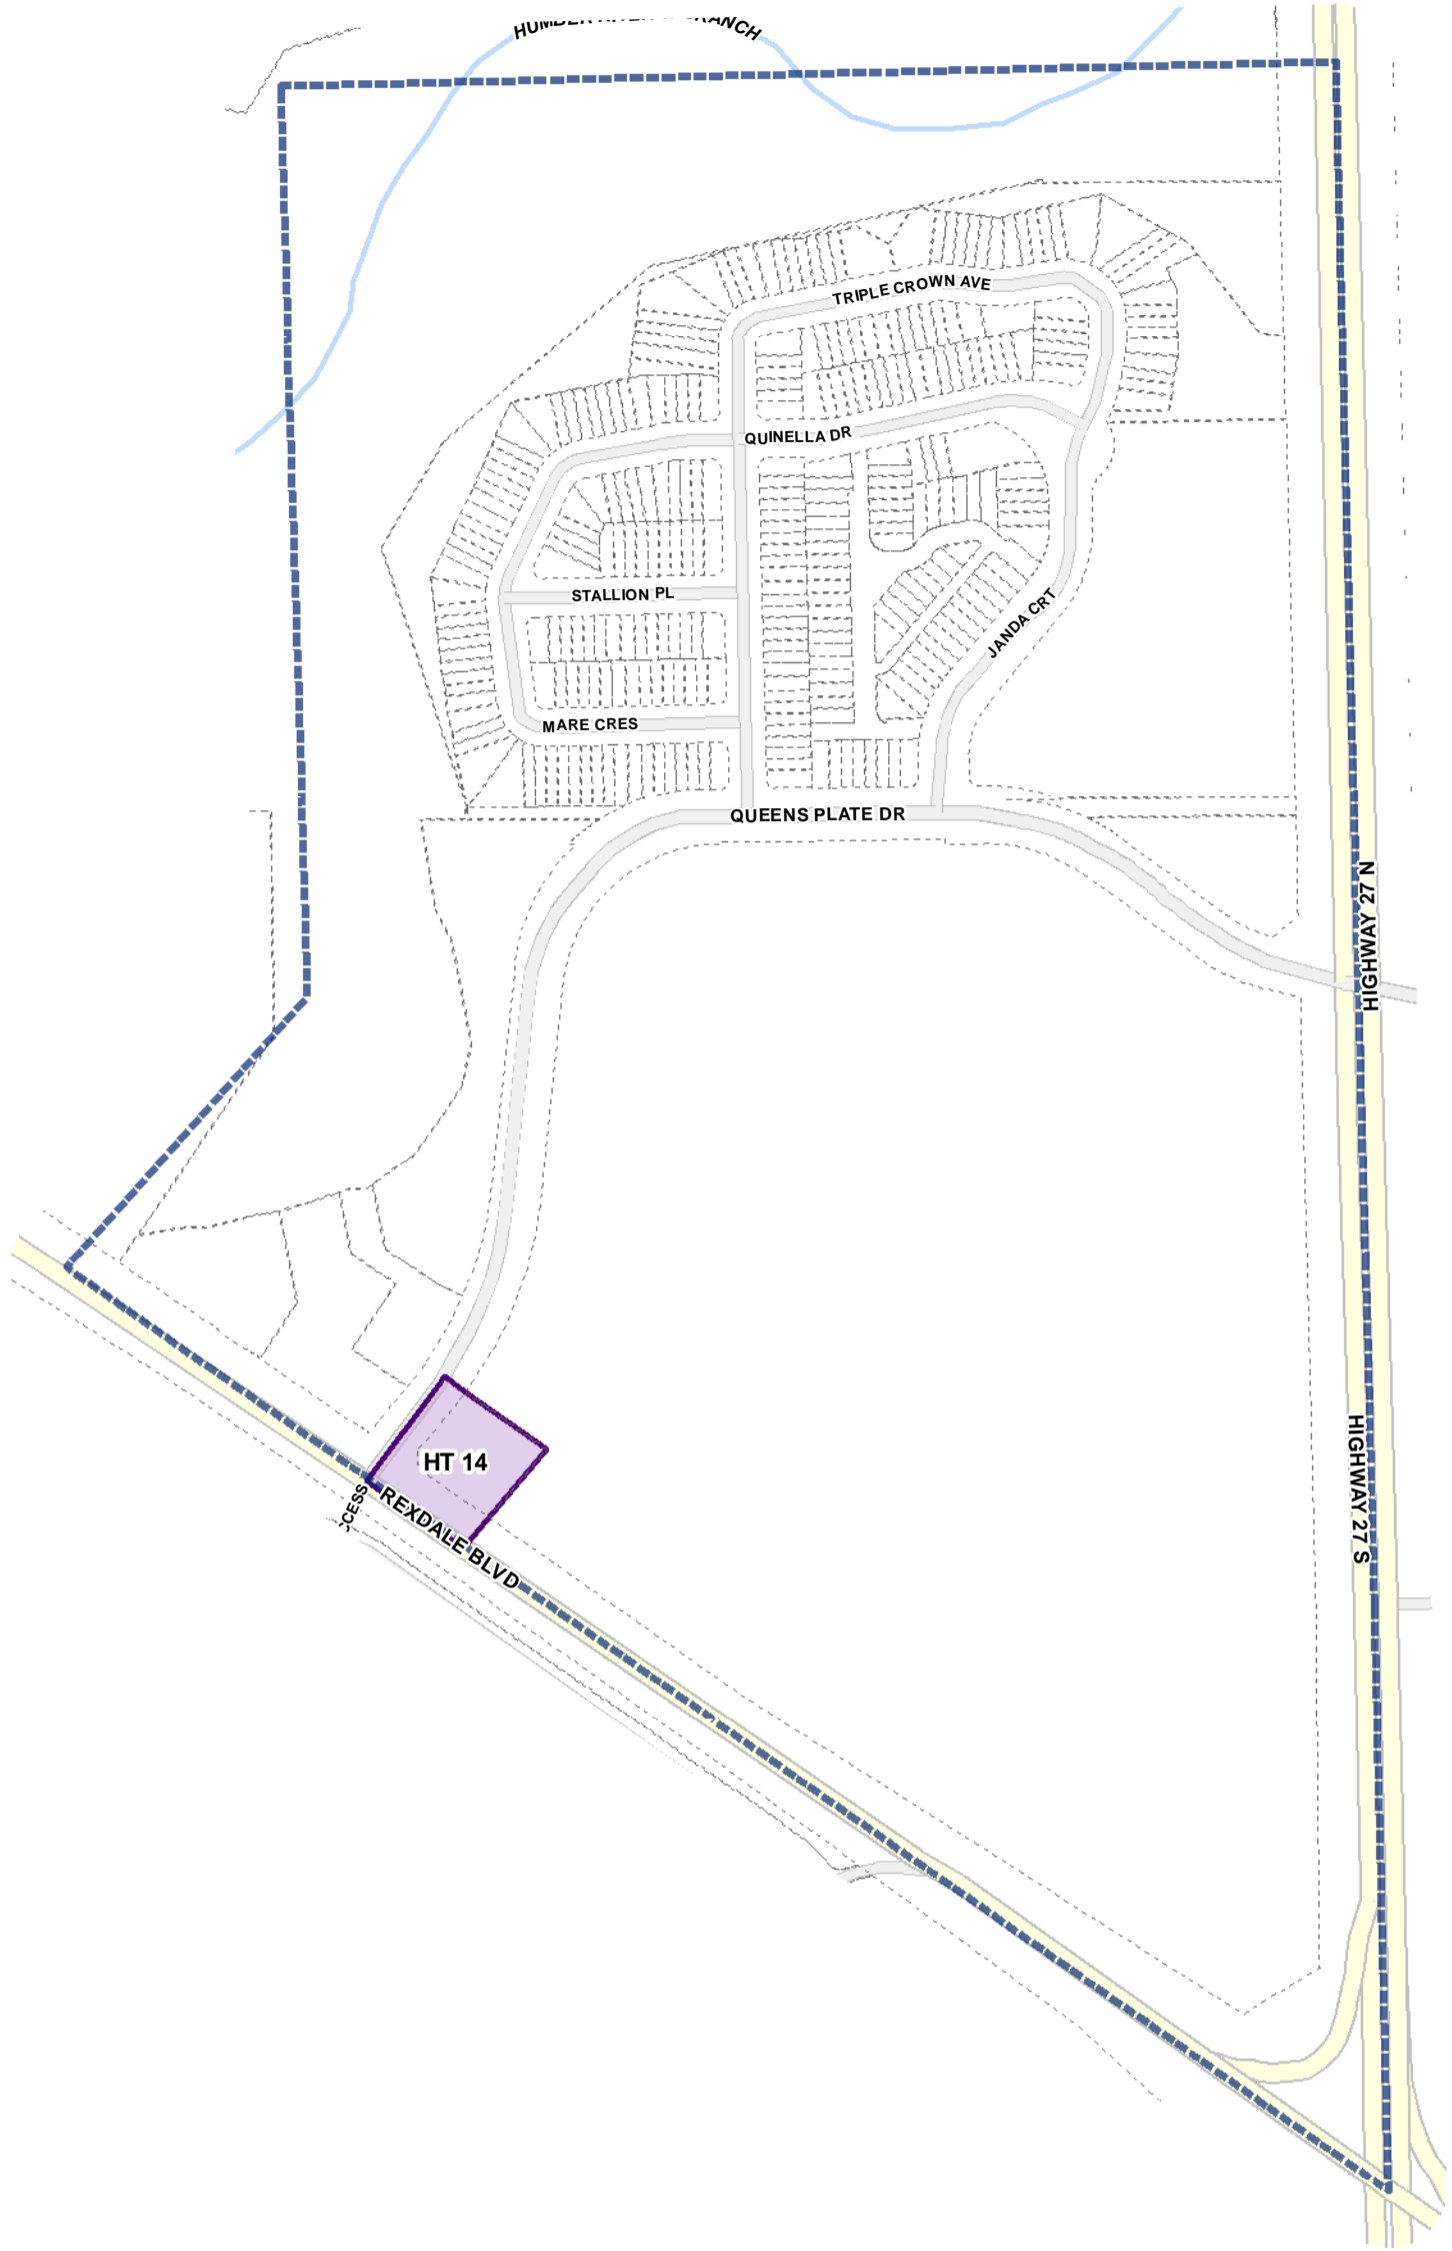 TRIPLE CROWN AVE
QUINELLA DR
STALLION PL
JANDA CRT
MARE CRES
QUEENS PLATE DR
HIGHWAY 27 N
HIGHWAY 27 S
HT 14
REXDALE BLVD